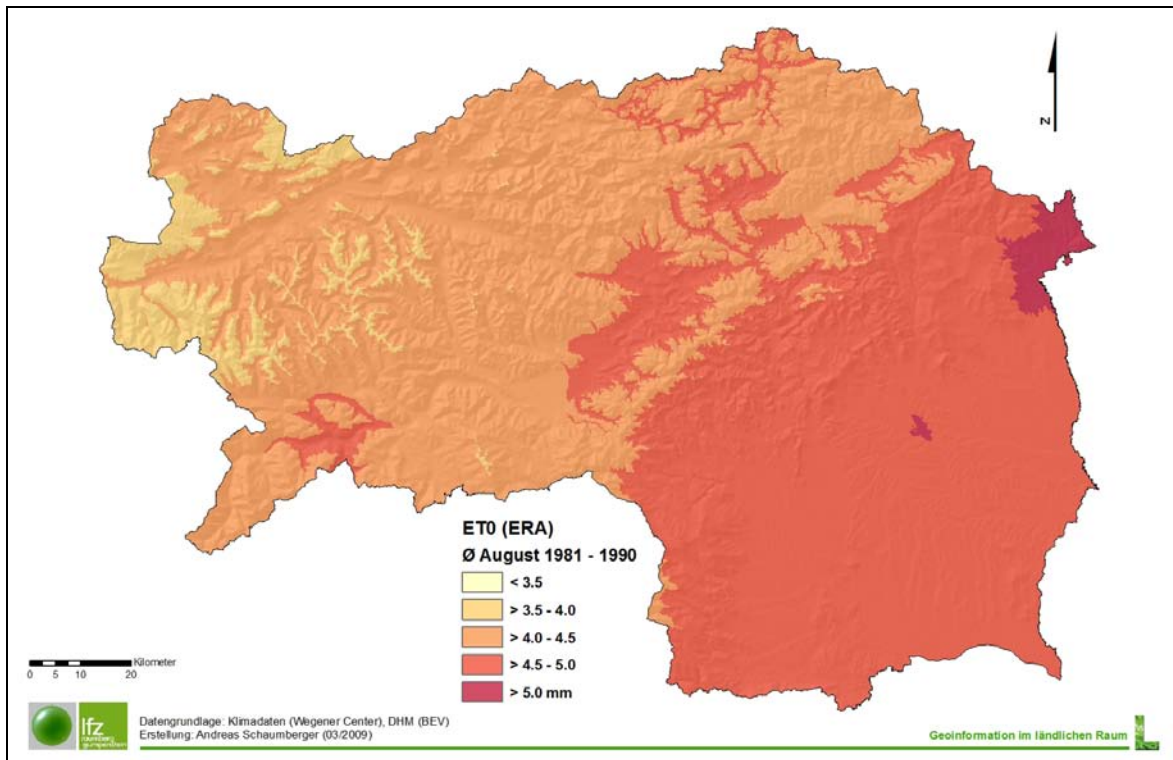 N
ET0 (ERA)
Ø August 1981 - 1990
< 3.5
> 3.5 - 4.0
> 4.0 - 4.5
> 4.5 - 5.0
> 5.0 mm
Kilometer
0 5 10 20
lfz
raumberg
gumpenstein
Datengrundlage: Klimadaten (Wegener Center), DHM (BEV)
Erstellung: Andreas Schaumberger (03/2009)
Geoinformation im ländlichen Raum
L